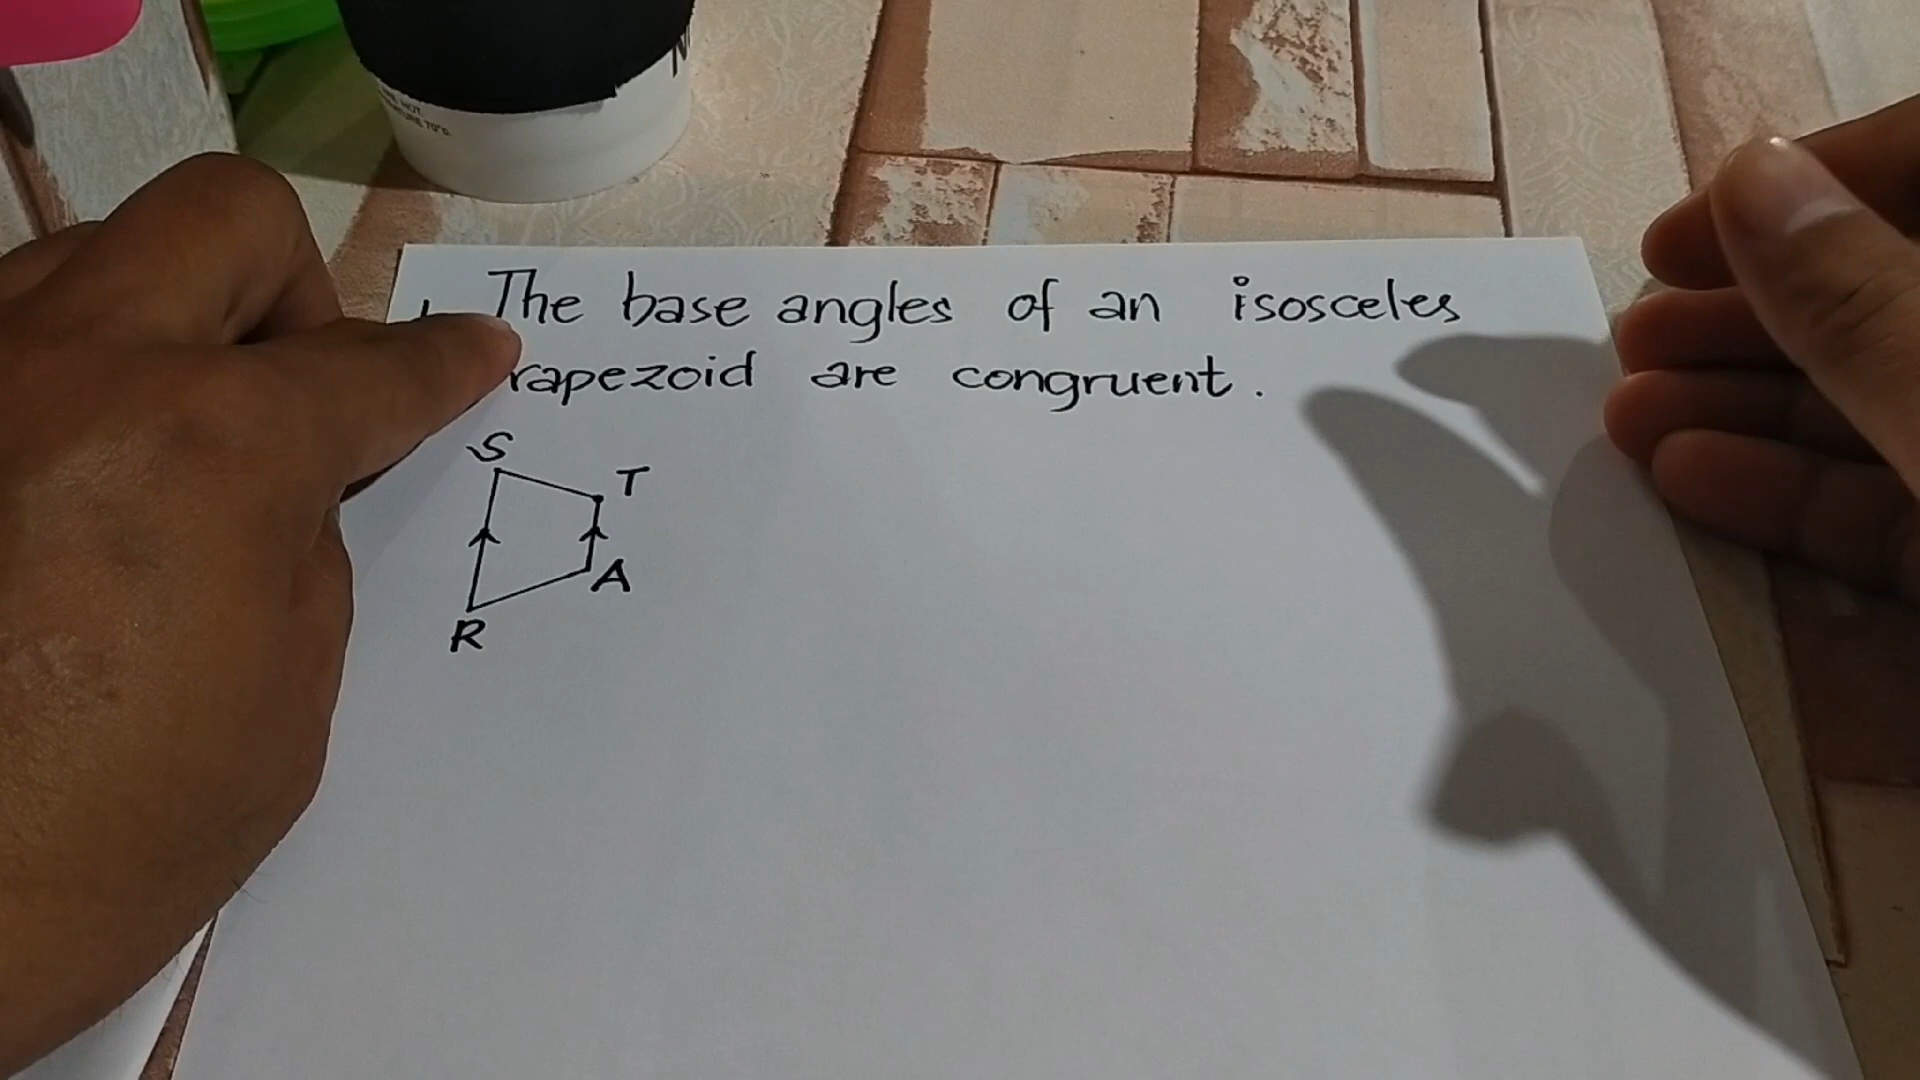 The base angles of an isosceles
rapezoid are congruent.
S
T
A
R